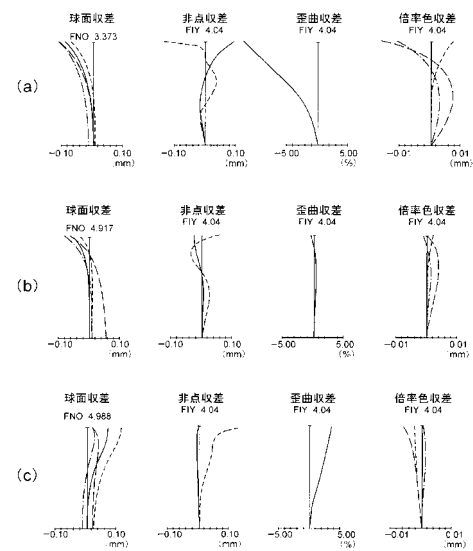 球面収差 非点収差 歪曲収差 倍率色収差
FNO 3.373 FIY 4.04 FIY 4.04 FIY 4.04
(a)
-0.10 0.10 -0.10 0.10 -5.00 5.00 -0.01 0.01
(mm) (mm) (%) (mm)
球面収差 非点収差 歪曲収差 倍率色収差
FNO 4.917 FIY 4.04 FIY 4.04 FIY 4.04
(b)
-0.10 0.10 -0.10 0.10 -5.00 5.00 -0.01 0.01
(mm) (mm) (%) (mm)
球面収差 非点収差 歪曲収差 倍率色収差
FNO 4.988 FIY 4.04 FIY 4.04 FIY 4.04
(c)
-0.10 0.10 -0.10 0.10 -5.00 5.00 -0.01 0.01
(mm) (mm) (%) (mm)